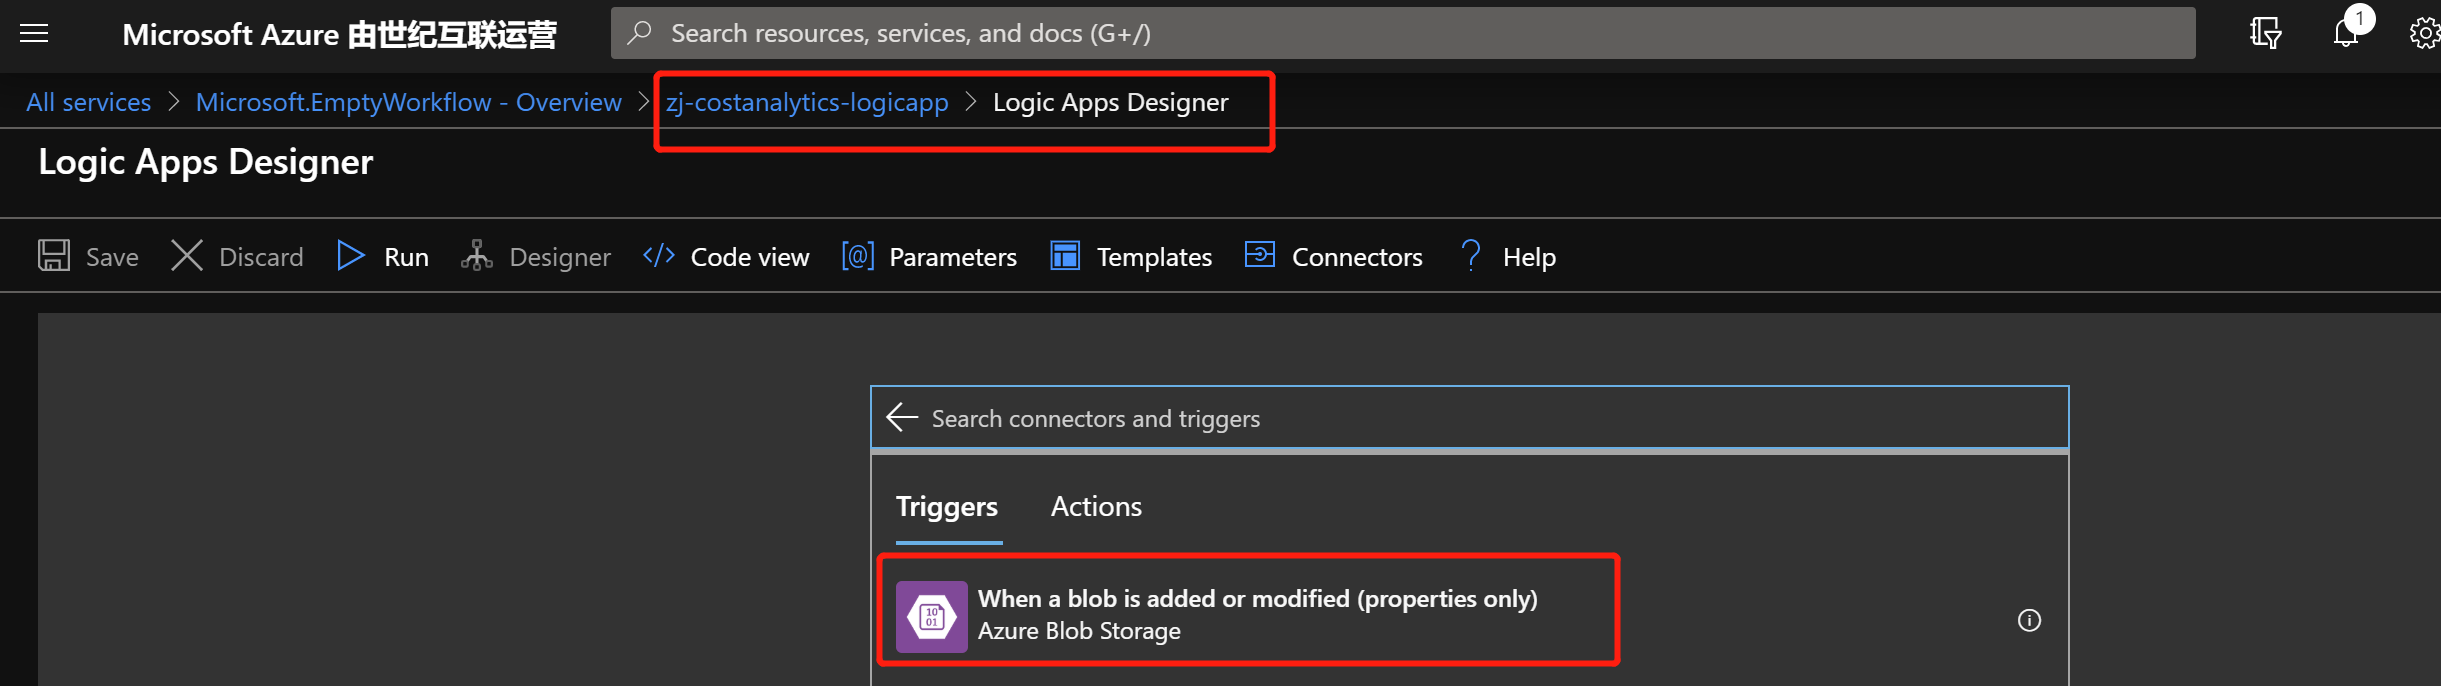 Microsoft Azure 由世纪互联运营
Search resources, services, and docs (G+/)
1
All services > Microsoft.EmptyWorkflow - Overview > zj-costanalytics-logicapp > Logic Apps Designer
Logic Apps Designer
Save Discard Run Designer </> Code view [@] Parameters Templates Connectors ? Help
Search connectors and triggers
Triggers Actions
When a blob is added or modified (properties only)
10
01
Azure Blob Storage